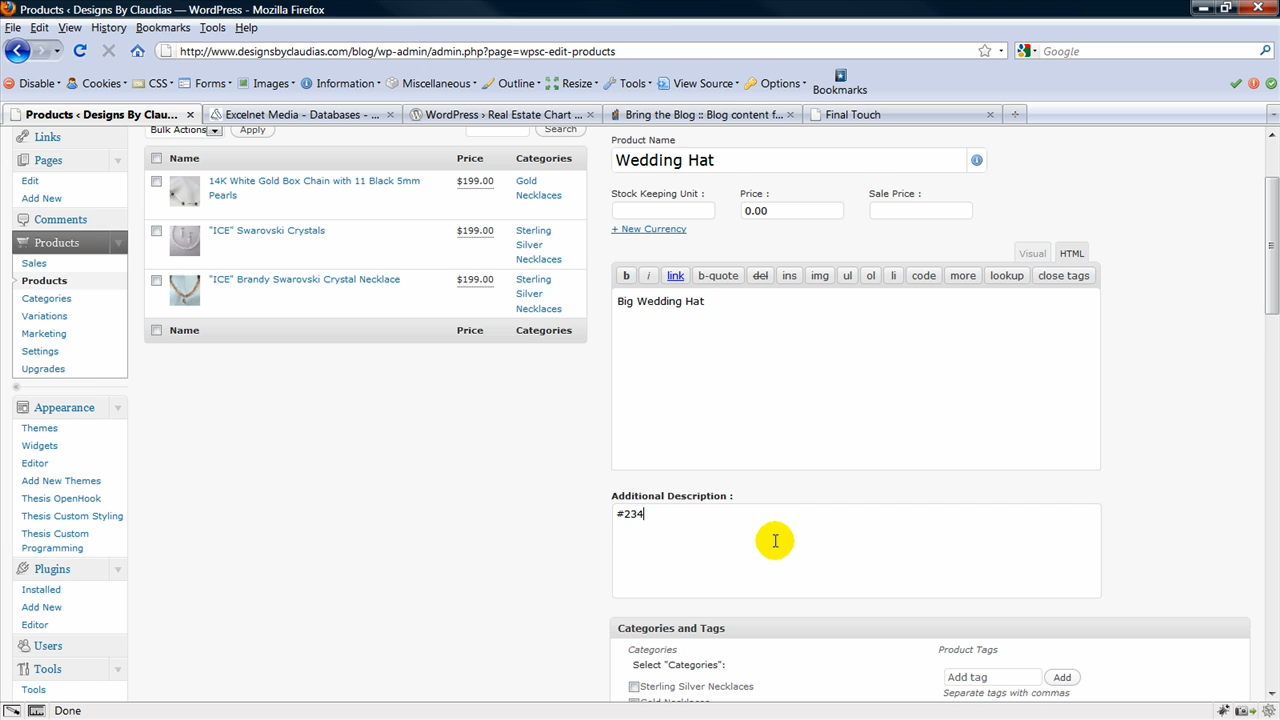 Products ‹ Designs By Claudias — WordPress - Mozilla Firefox
File Edit View History Bookmarks Tools Help
http://www.designsbyclaudias.com/blog/wp-admin/admin.php?page=wpsc-edit-products
Google
Disable Cookies CSS Forms Images Information Miscellaneous Outline Resize Tools View Source Options Bookmarks
Products ‹ Designs By Clau... Excelnet Media - Databases - ... WordPress › Real Estate Chart ... Bring the Blog :: Blog content f... Final Touch
Links
Pages
Edit
Add New
Comments
Products
Sales
Products
Categories
Variations
Marketing
Settings
Upgrades
Appearance
Themes
Widgets
Editor
Add New Themes
Thesis OpenHook
Thesis Custom Styling
Thesis Custom
Programming
Plugins
Installed
Add New
Editor
Users
Tools
Tools
Bulk Actions Apply Search
Name Price Categories
14K White Gold Box Chain with 11 Black 5mm
Pearls
$199.00
Gold
Necklaces
"ICE" Swarovski Crystals
$199.00
Sterling
Silver
Necklaces
"ICE" Brandy Swarovski Crystal Necklace
$199.00
Sterling
Silver
Necklaces
Name Price Categories
Product Name
Wedding Hat
Stock Keeping Unit : Price : Sale Price :
0.00
+ New Currency
Visual HTML
b i link b-quote del ins img ul ol li code more lookup close tags
Big Wedding Hat
Additional Description :
#234
Categories and Tags
Categories
Select "Categories":
Sterling Silver Necklaces
Gold Necklaces
Product Tags
Add tag Add
Separate tags with commas
Done